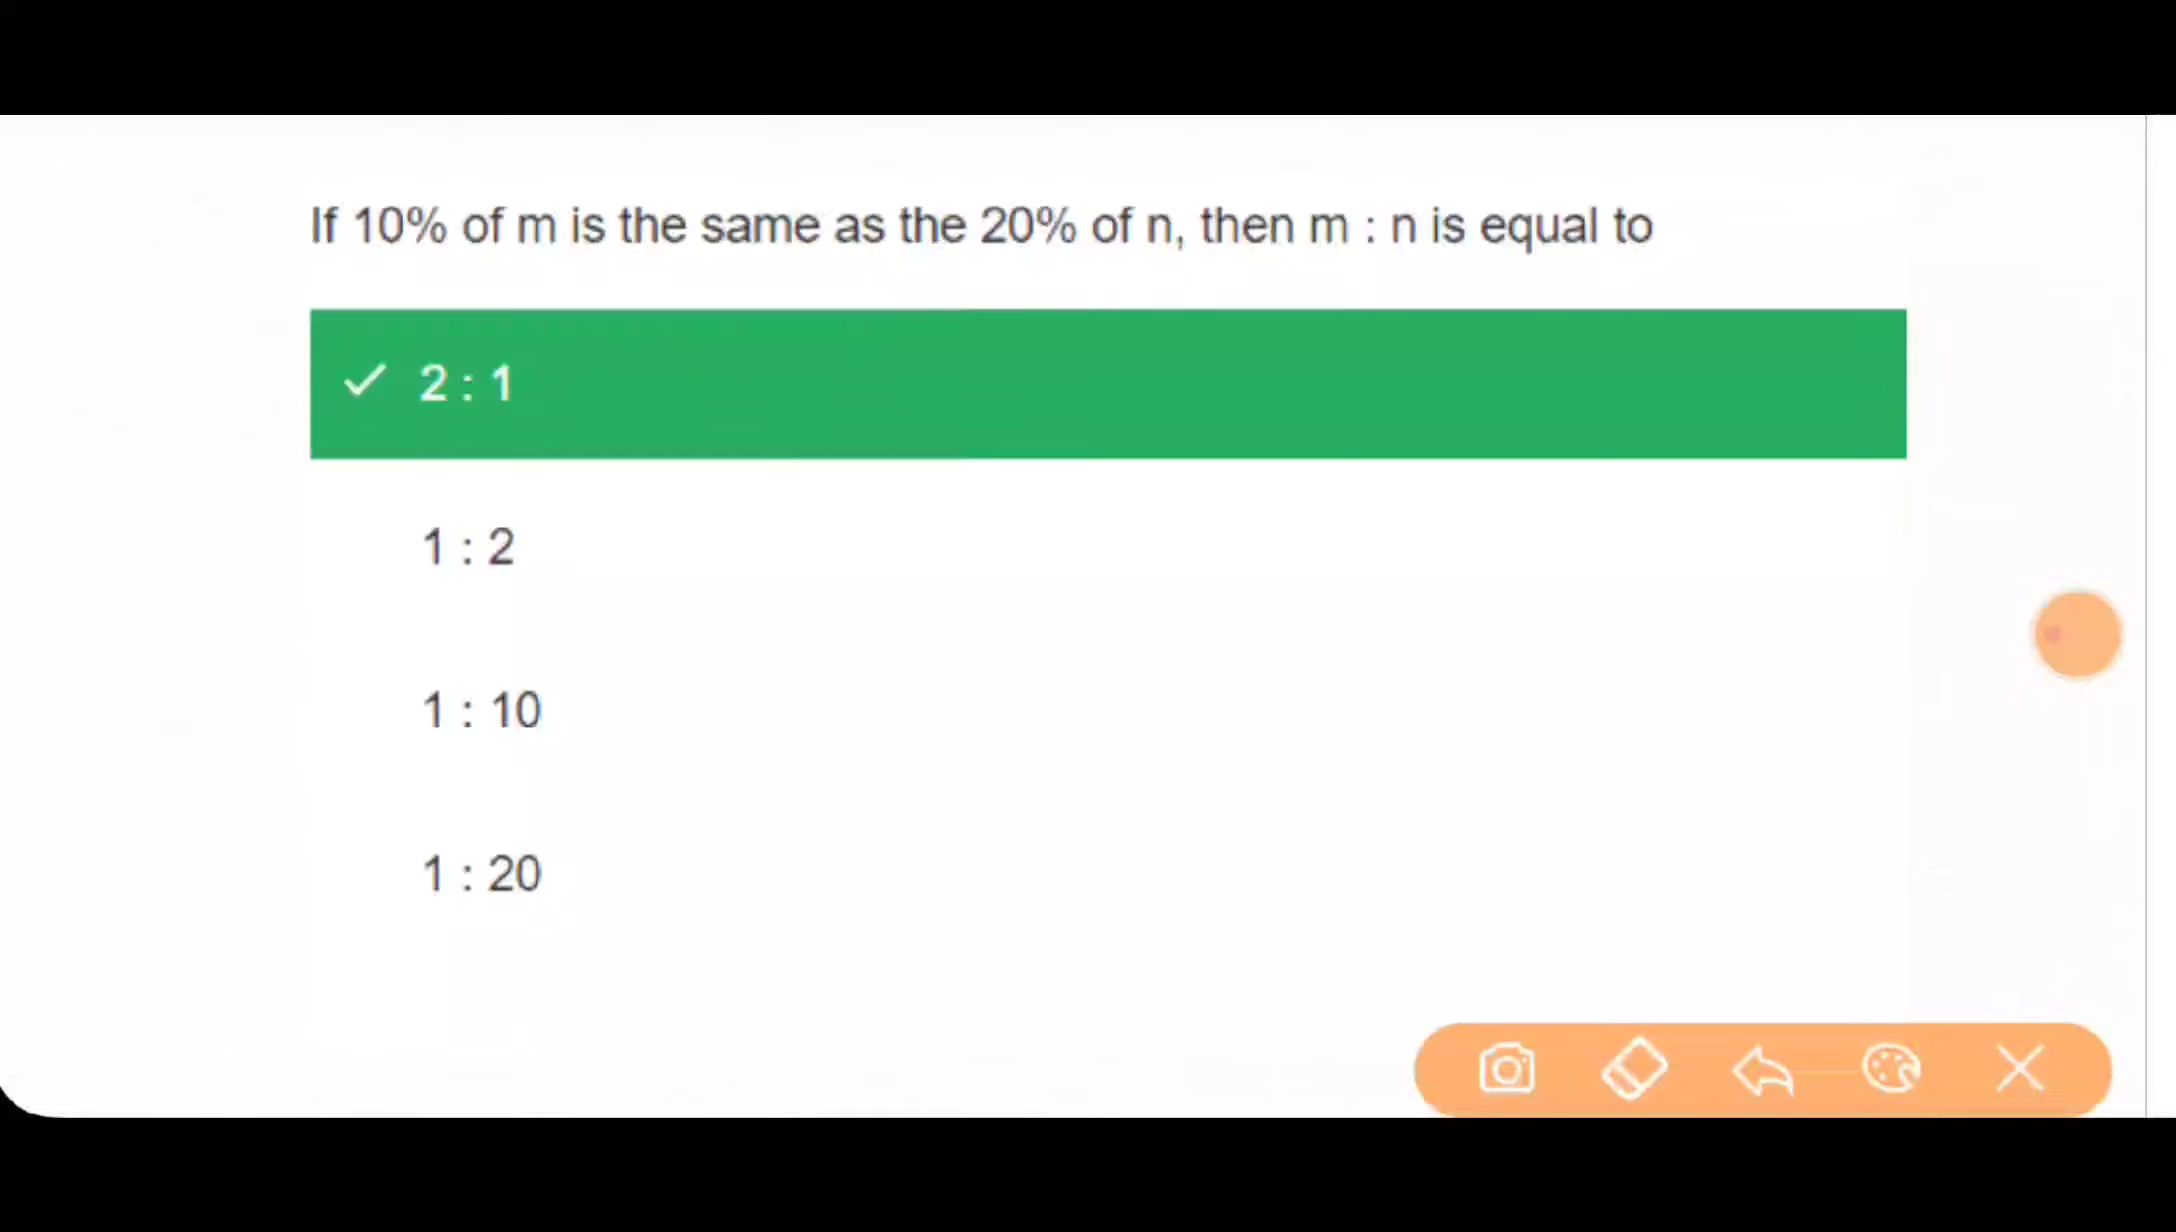 If 10% of m is the same as the 20% of n, then m : n is equal to
2 : 1
1 : 2
1 : 10
1 : 20